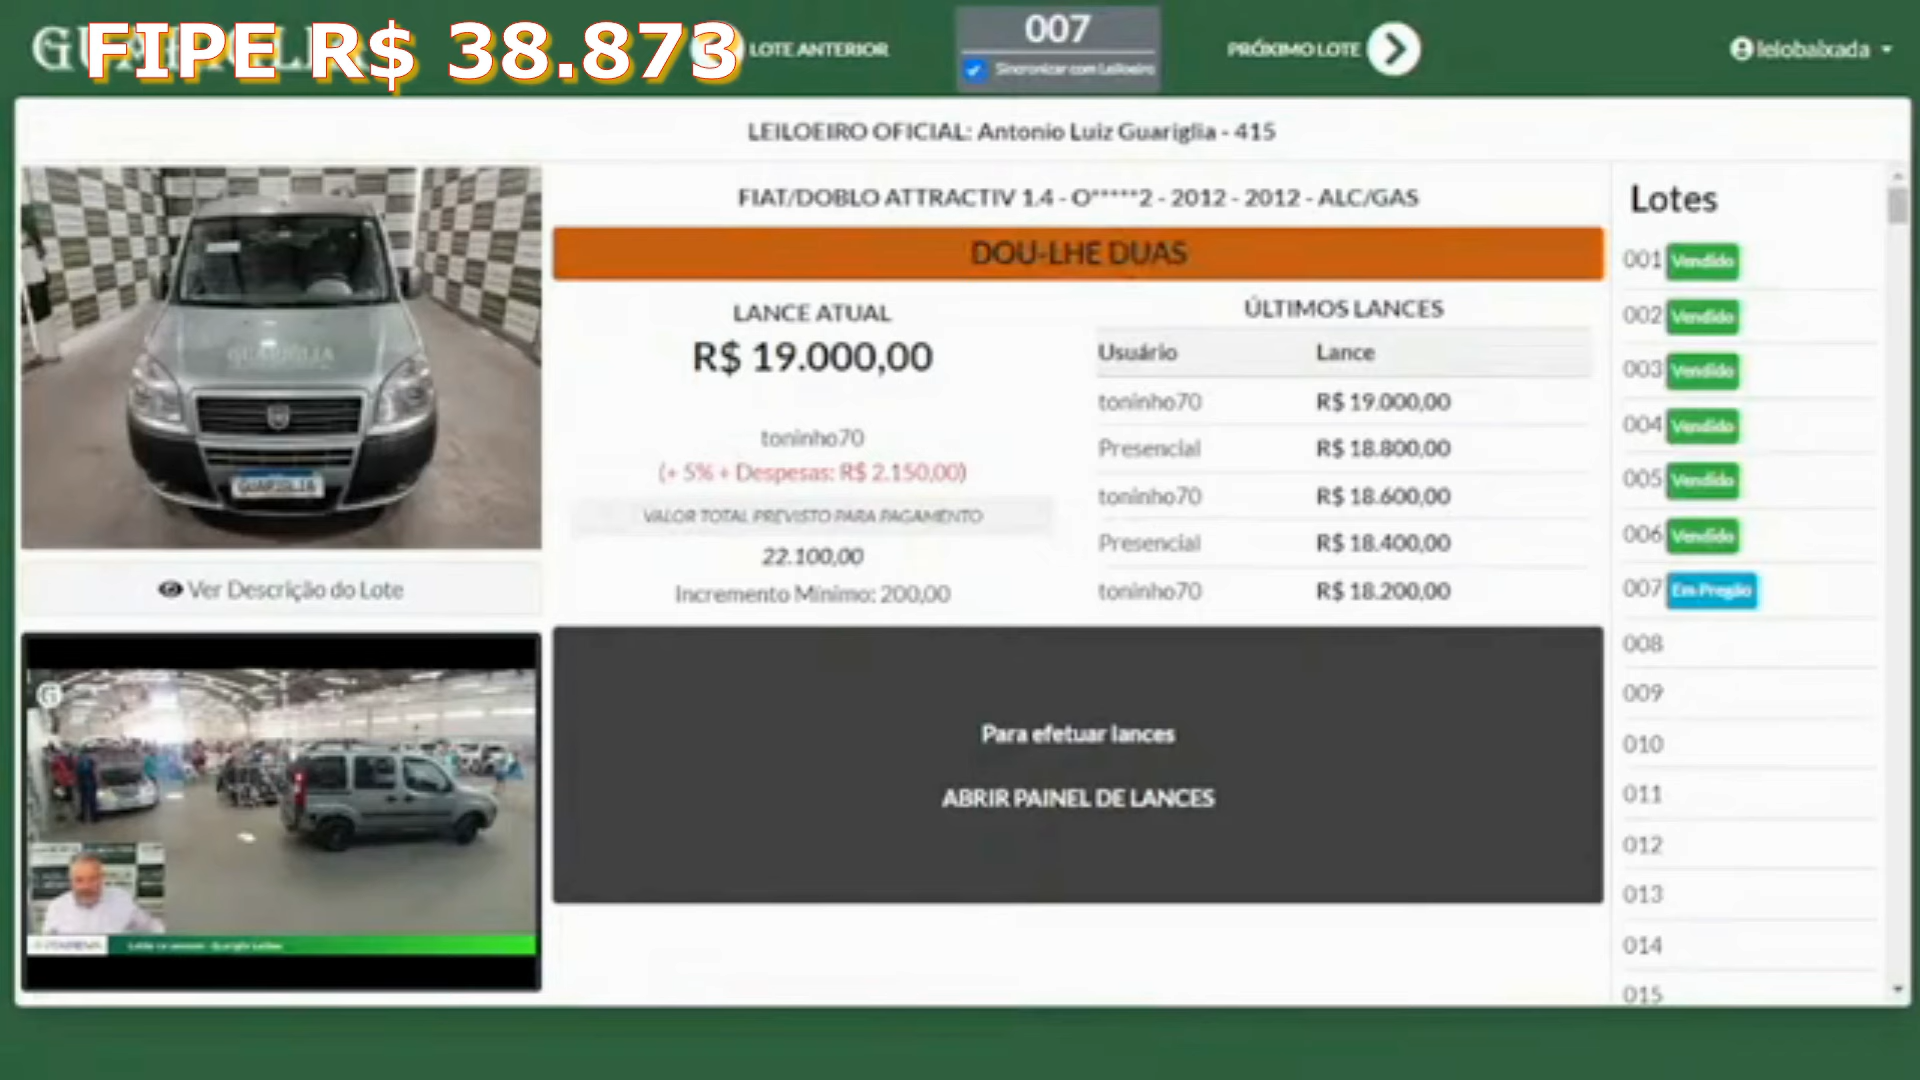 FIPE R$ 38.873
LOTE ANTERIOR
007
Sincronizar com Leiloeiro
PRÓXIMO LOTE
leilobaixada
LEILOEIRO OFICIAL: Antonio Luiz Guariglia - 415
FIAT/DOBLO ATTRACTIV 1.4 - O*****2 - 2012 - 2012 - ALC/GAS
DOU-LHE DUAS
LANCE ATUAL
R$ 19.000,00
toninho70
(+ 5% + Despesas: R$ 2.150,00)
VALOR TOTAL PREVISTO PARA PAGAMENTO
22.100,00
Incremento Mínimo: 200,00
ÚLTIMOS LANCES
Usuário Lance
toninho70 R$ 19.000,00
Presencial R$ 18.800,00
toninho70 R$ 18.600,00
Presencial R$ 18.400,00
toninho70 R$ 18.200,00
GUARIGLIA
GUARIGLIA
Ver Descrição do Lote
Para efetuar lances
ABRIR PAINEL DE LANCES
Lotes
001 Vendido
002 Vendido
003 Vendido
004 Vendido
005 Vendido
006 Vendido
007 Em Pregão
008
009
010
011
012
013
014
015